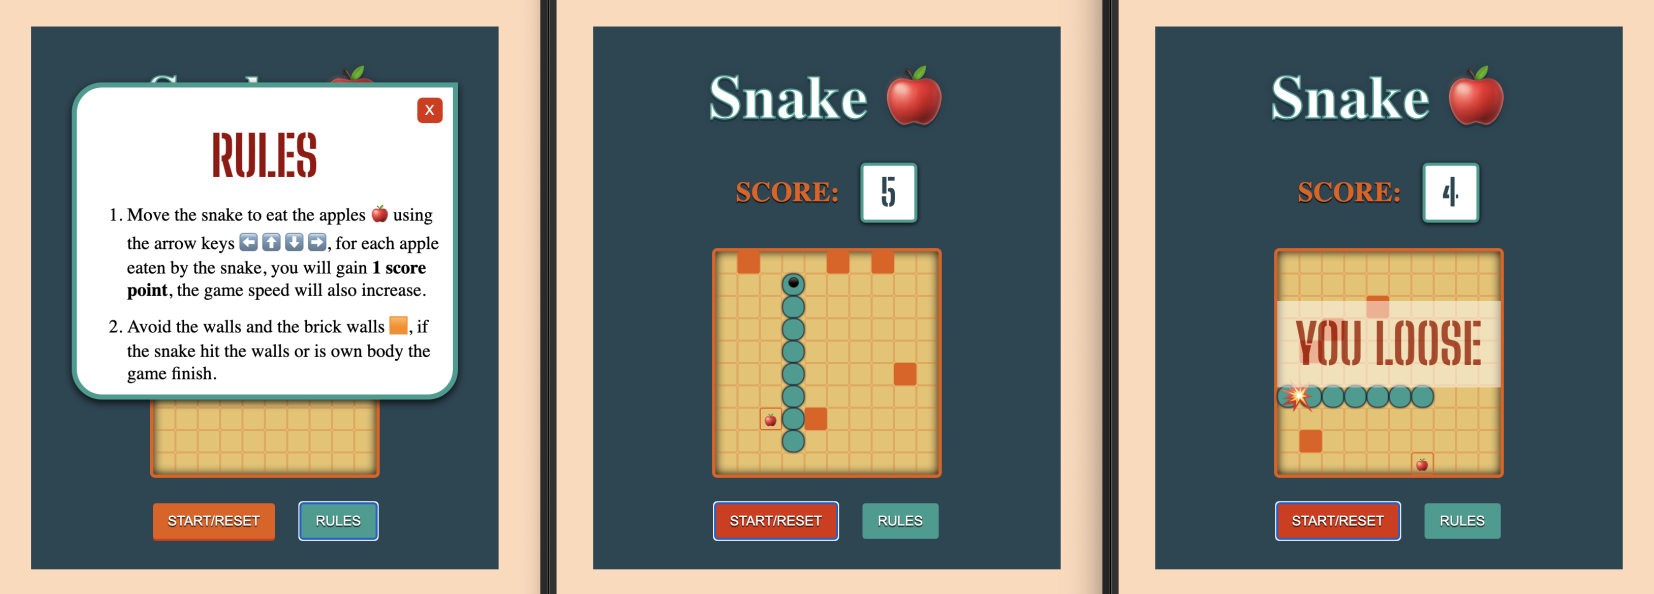 X
RULES
1. Move the snake to eat the apples 🍎 using
the arrow keys ⬅️ ⬆️ ⬇️ ➡️, for each apple
eaten by the snake, you will gain 1 score
point, the game speed will also increase.
2. Avoid the walls and the brick walls 🟧, if
the snake hit the walls or is own body the
game finish.
START/RESET RULES
Snake
SCORE: 5
START/RESET RULES
Snake
SCORE: 4
YOU LOOSE
START/RESET RULES